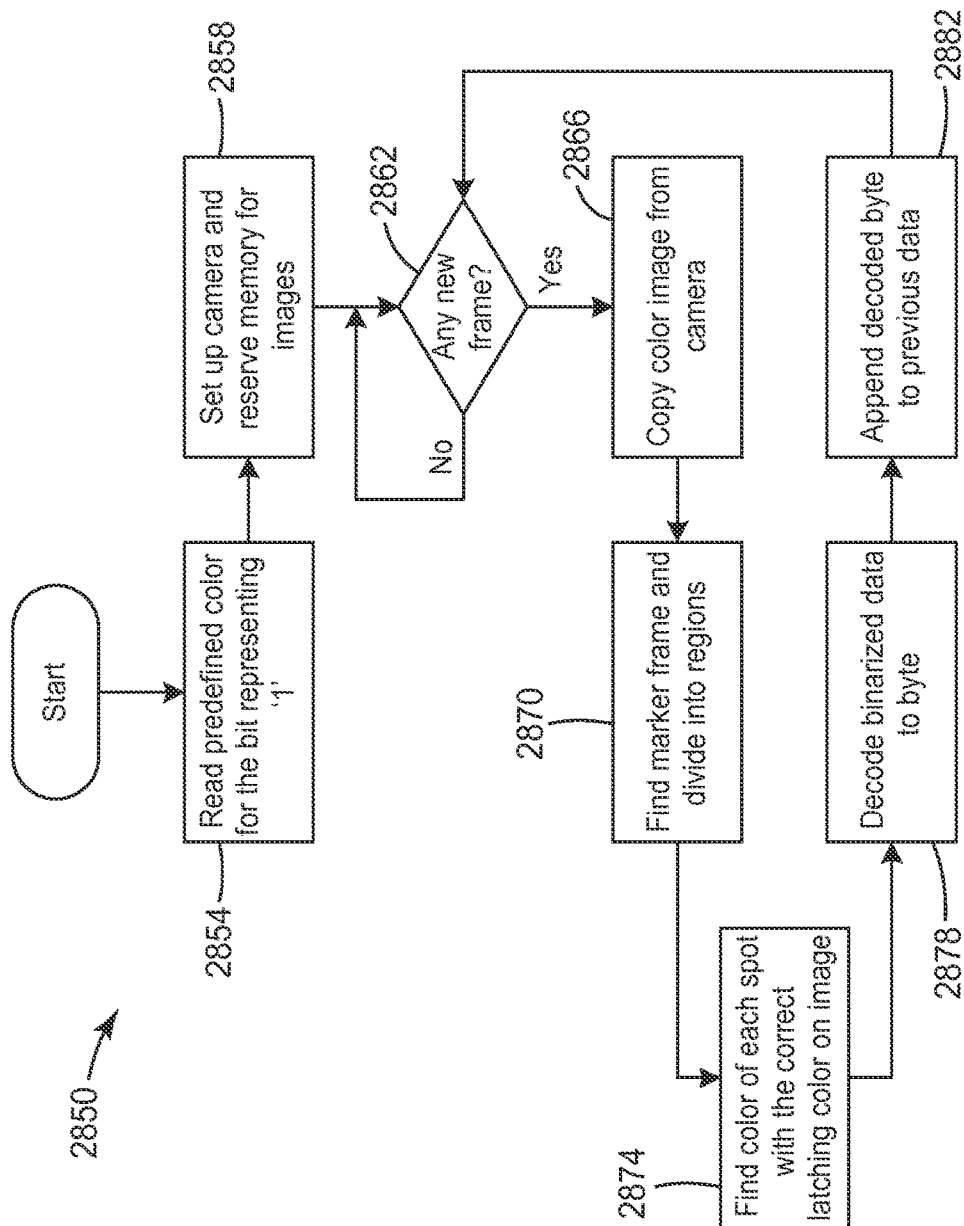 2850
Start
2854
Read predefined color
for the bit representing
‘1’
2858
Set up camera and
reserve memory for
images
2862
Any new
frame?
No
Yes
2866
Copy color image from
camera
2870
Find marker frame and
divide into regions
2874
Find color of each spot
with the correct
latching color on image
2878
Decode binarized data
to byte
2882
Append decoded byte
to previous data